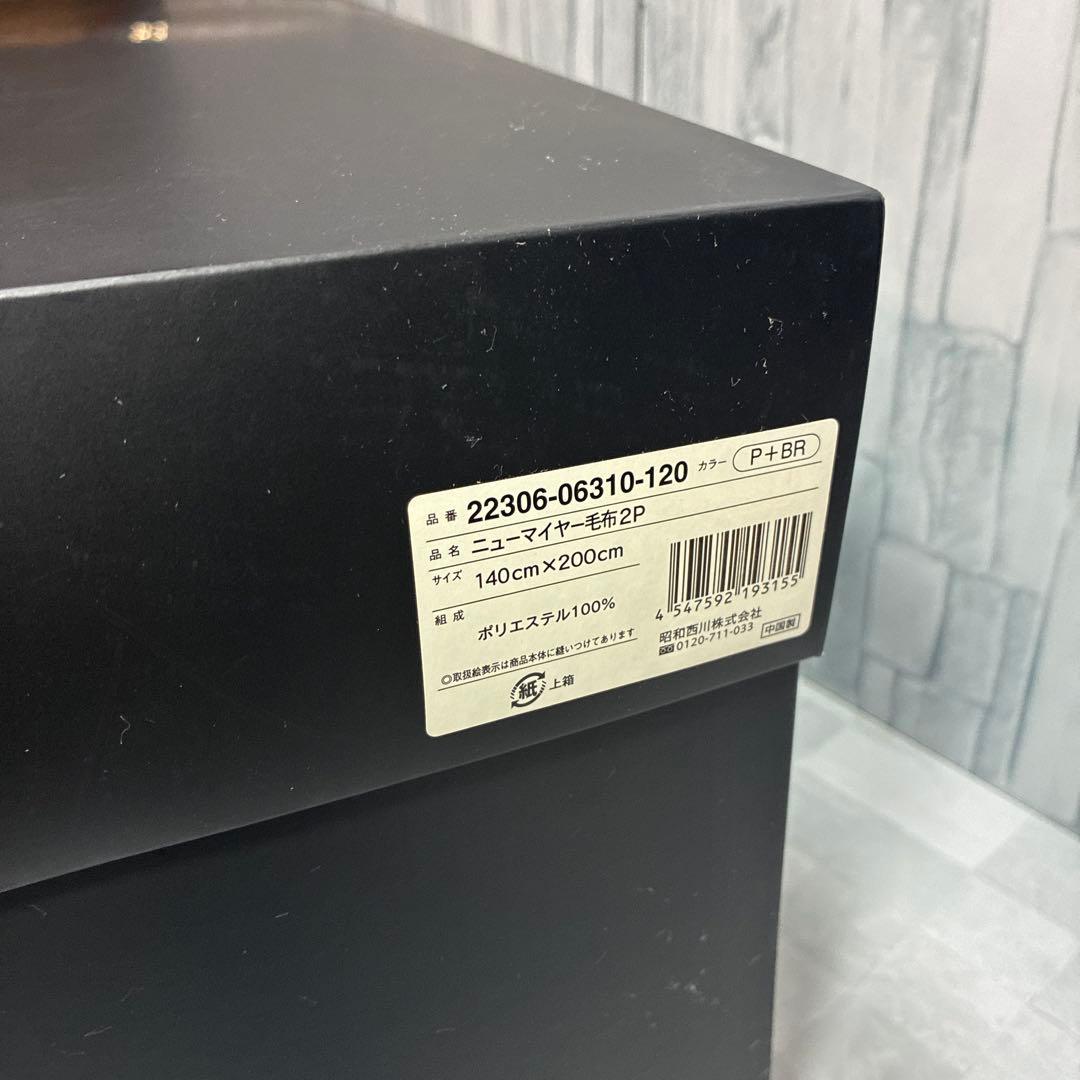 品番 22306-06310-120 カラー P+BR
品名 ニューマイヤー毛布2P
サイズ 140cm×200cm
組成 ポリエステル100%
4 547592 193155
昭和西川株式会社
0120-711-033 中国製
◎取扱絵表示は商品本体に縫いつけてあります
紙 上箱